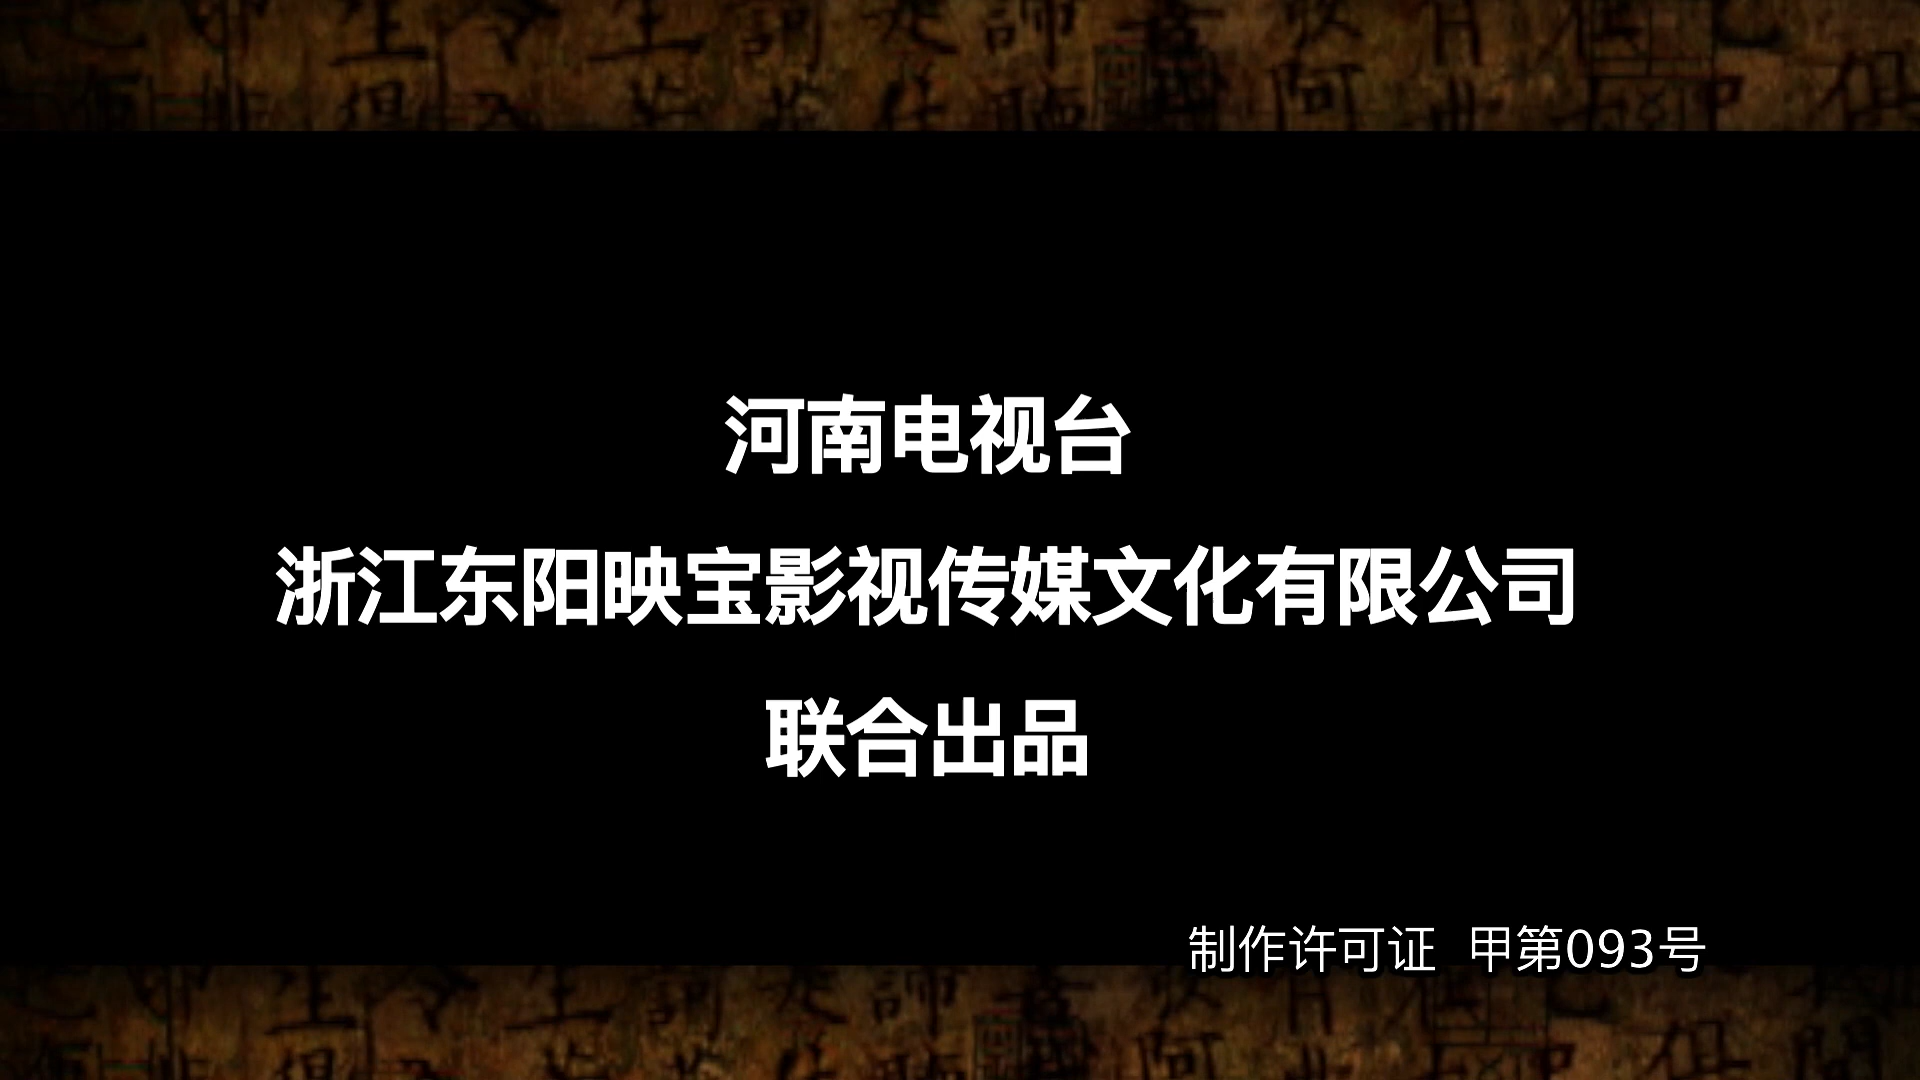 河南电视台
浙江东阳映宝影视传媒文化有限公司
联合出品
制作许可证 甲第093号